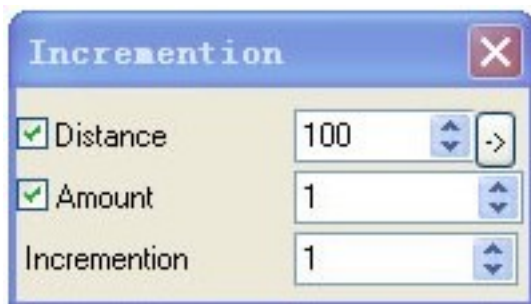 Incremention
Distance 100 ->
Amount 1
Incremention 1